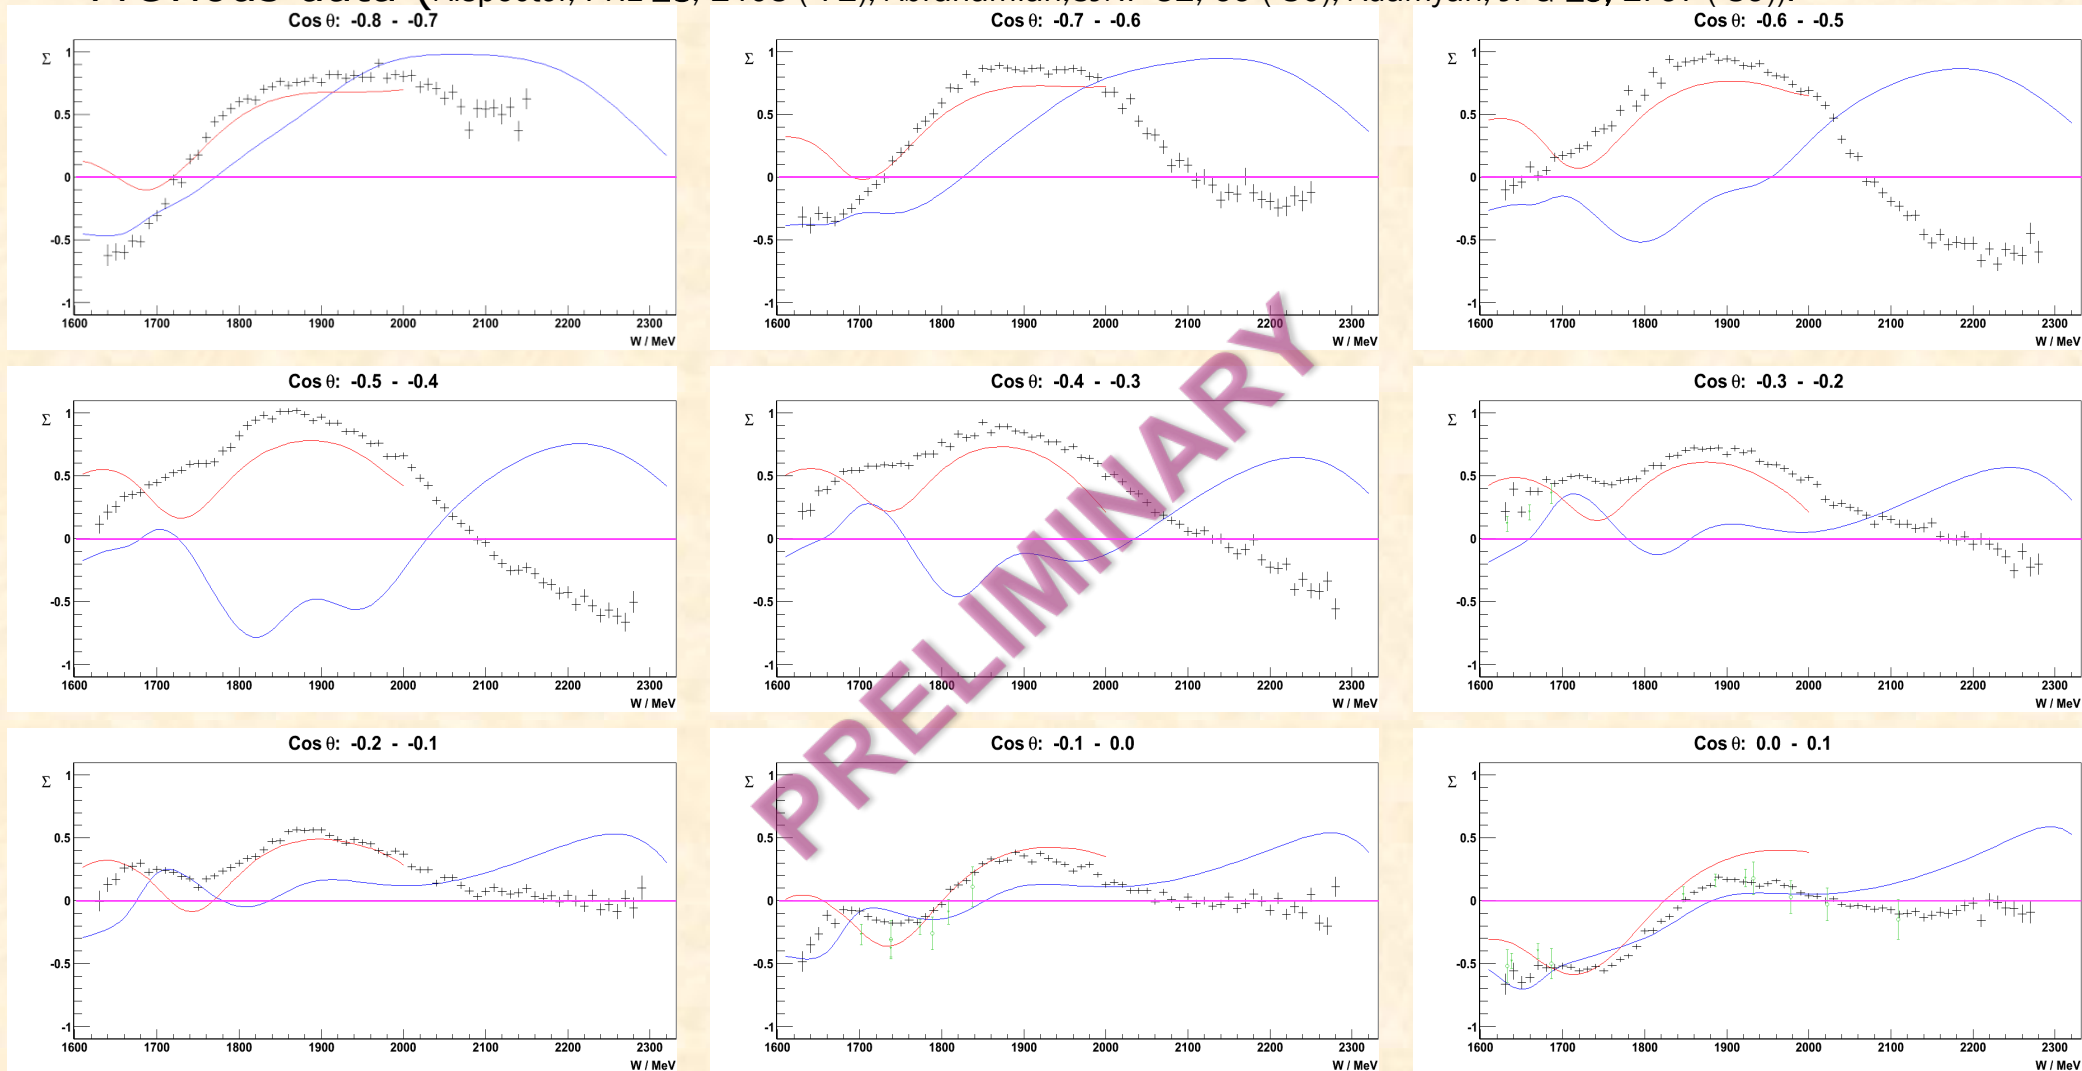 Cos θ: -0.8 - -0.7
Σ
1
0.5
0
-0.5
-1
1600 1700 1800 1900 2000 2100 2200 2300
W / MeV
Cos θ: -0.7 - -0.6
Σ
1
0.5
0
-0.5
-1
1600 1700 1800 1900 2000 2100 2200 2300
W / MeV
Cos θ: -0.6 - -0.5
Σ
1
0.5
0
-0.5
-1
1600 1700 1800 1900 2000 2100 2200 2300
W / MeV
Cos θ: -0.5 - -0.4
Σ
1
0.5
0
-0.5
-1
1600 1700 1800 1900 2000 2100 2200 2300
W / MeV
Cos θ: -0.4 - -0.3
Σ
1
0.5
0
-0.5
-1
1600 1700 1800 1900 2000 2100 2200 2300
W / MeV
Cos θ: -0.3 - -0.2
Σ
1
0.5
0
-0.5
-1
1600 1700 1800 1900 2000 2100 2200 2300
W / MeV
PRELIMINARY
Cos θ: -0.2 - -0.1
Σ
1
0.5
0
-0.5
-1
1600 1700 1800 1900 2000 2100 2200 2300
W / MeV
Cos θ: -0.1 - 0.0
Σ
1
0.5
0
-0.5
-1
1600 1700 1800 1900 2000 2100 2200 2300
W / MeV
Cos θ: 0.0 - 0.1
Σ
1
0.5
0
-0.5
-1
1600 1700 1800 1900 2000 2100 2200 2300
W / MeV